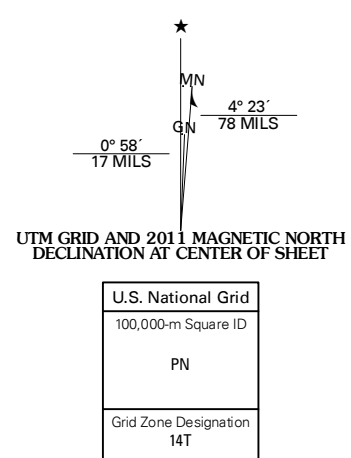 ★
MN
GN
4° 23´
78 MILS
0° 58´
17 MILS
UTM GRID AND 2011 MAGNETIC NORTH
DECLINATION AT CENTER OF SHEET
U.S. National Grid
100,000-m Square ID
PN
Grid Zone Designation
14T